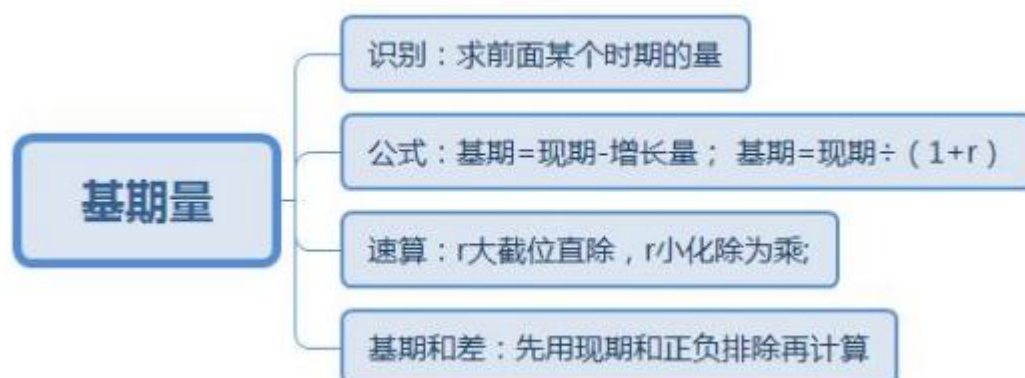 识别：求前面某个时期的量
公式：基期=现期-增长量； 基期=现期÷（1+r）
基期量
速算：r大截位直除，r小化除为乘;
基期和差：先用现期和正负排除再计算